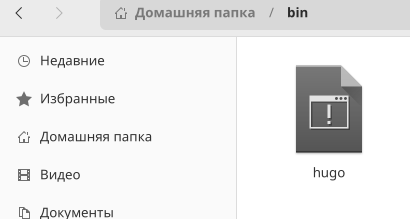 Домашняя папка / bin
Недавние
Избранные
Домашняя папка
Видео
Документы
hugo